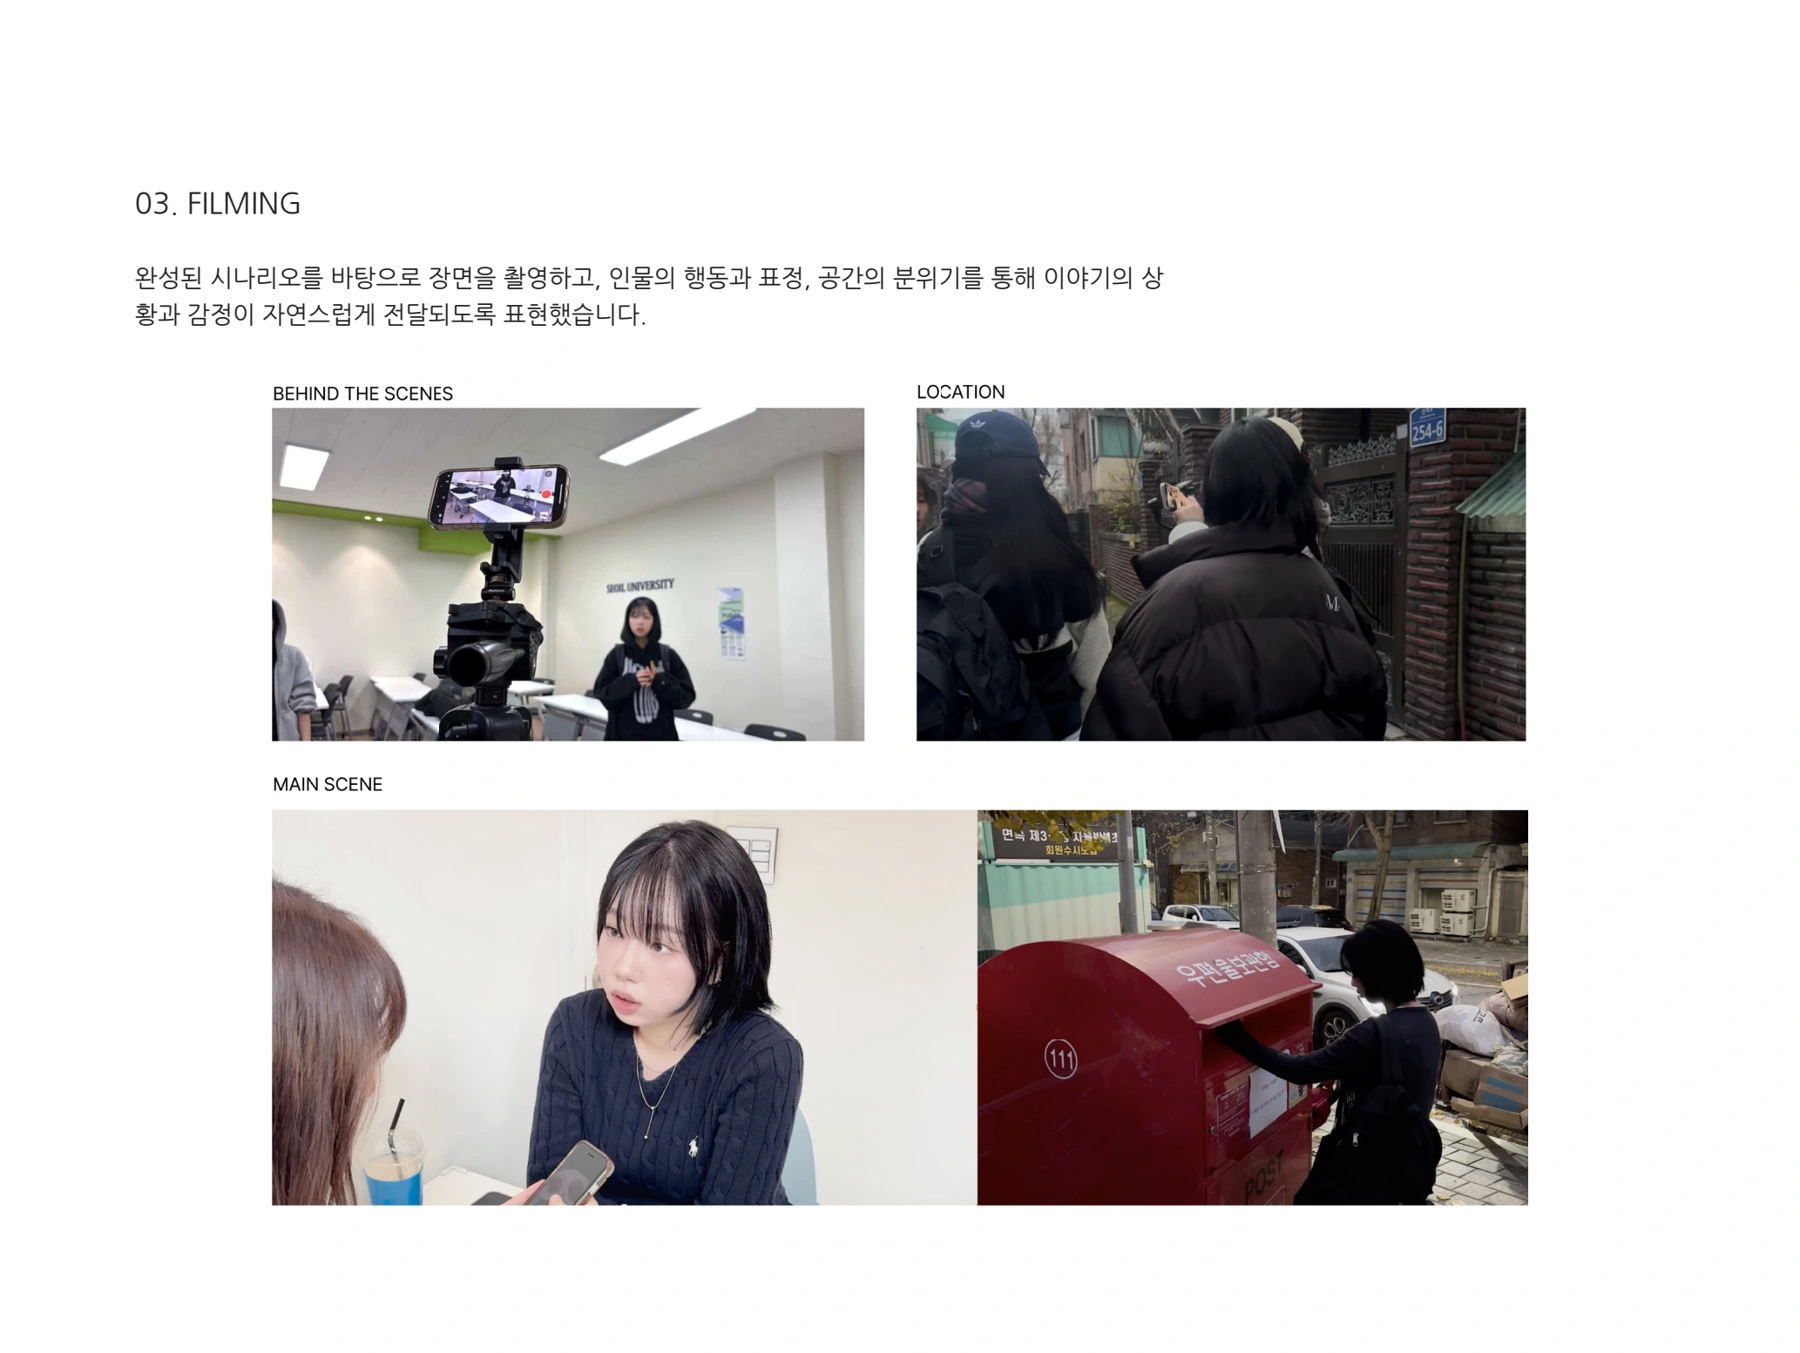 03. FILMING
완성된 시나리오를 바탕으로 장면을 촬영하고, 인물의 행동과 표정, 공간의 분위기를 통해 이야기의 상
황과 감정이 자연스럽게 전달되도록 표현했습니다.
BEHIND THE SCENES
LOCATION
254-6
SEOIL UNIVERSITY
MAIN SCENE
면목 제3
회원수시모집
우편물보관함
111
POST